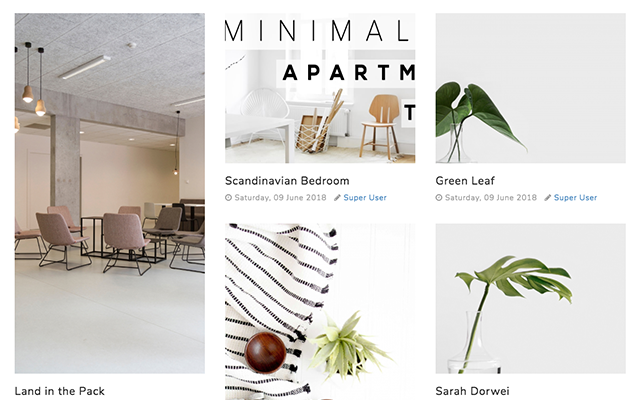 MINIMAL
APARTM
T
Scandinavian Bedroom
Saturday, 09 June 2018 Super User
Green Leaf
Saturday, 09 June 2018 Super User
Land in the Pack
Sarah Dorwei